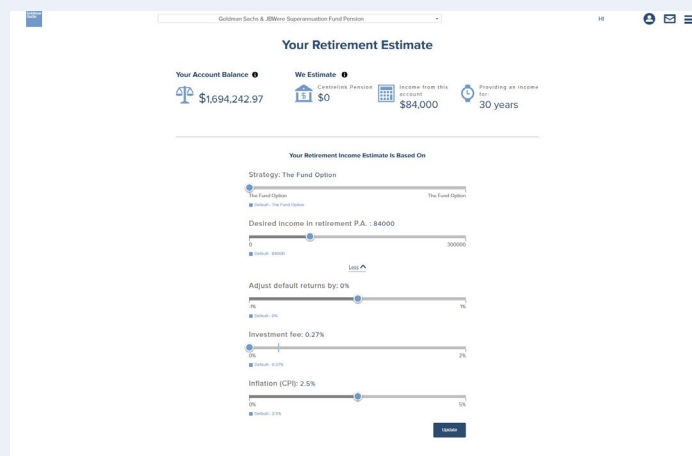 Goldman
Sachs
Goldman Sachs & JBWere Superannuation Fund Pension
HI
Your Retirement Estimate
Your Account Balance
$1,694,242.97
We Estimate
Centrelink Pension
$0
Income from this
account
$84,000
Providing an income
for:
30 years
Your Retirement Income Estimate Is Based On
Strategy: The Fund Option
The Fund Option The Fund Option
Default - The Fund Option
Desired income in retirement P.A. : 84000
0 300000
Default - 84000
Less
Adjust default returns by: 0%
-1% 1%
Default - 0%
Investment fee: 0.27%
0% 2%
Default - 0.27%
Inflation (CPI): 2.5%
0% 5%
Default - 2.5%
Update